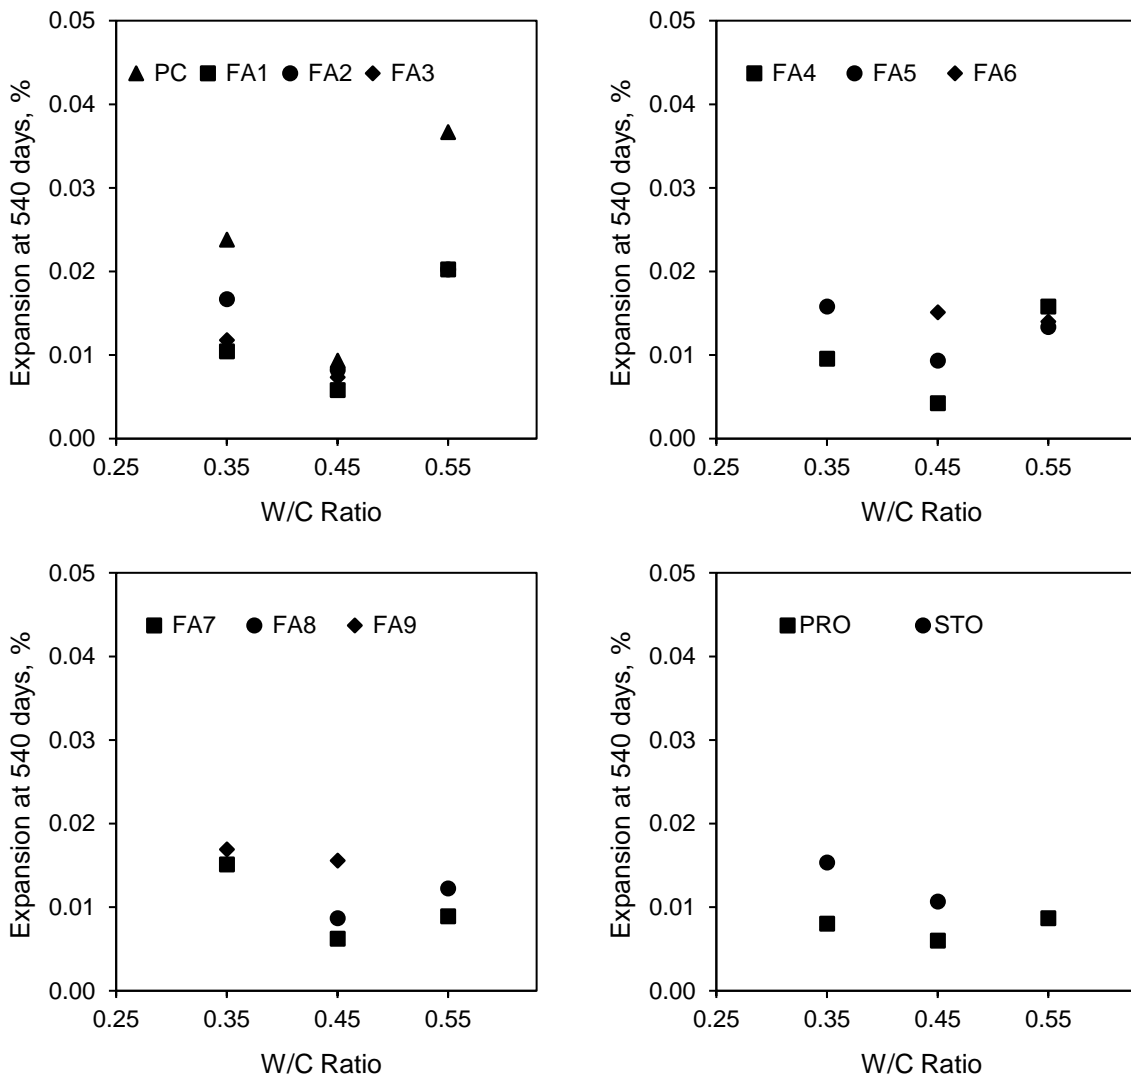 0.05
0.04
0.03
0.02
0.01
0.00
Expansion at 540 days, %
PC FA1 FA2 FA3
0.25 0.35 0.45 0.55
W/C Ratio
0.05
0.04
0.03
0.02
0.01
0.00
Expansion at 540 days, %
FA4 FA5 FA6
0.25 0.35 0.45 0.55
W/C Ratio
0.05
0.04
0.03
0.02
0.01
0.00
Expansion at 540 days, %
FA7 FA8 FA9
0.25 0.35 0.45 0.55
W/C Ratio
0.05
0.04
0.03
0.02
0.01
0.00
Expansion at 540 days, %
PRO STO
0.25 0.35 0.45 0.55
W/C Ratio